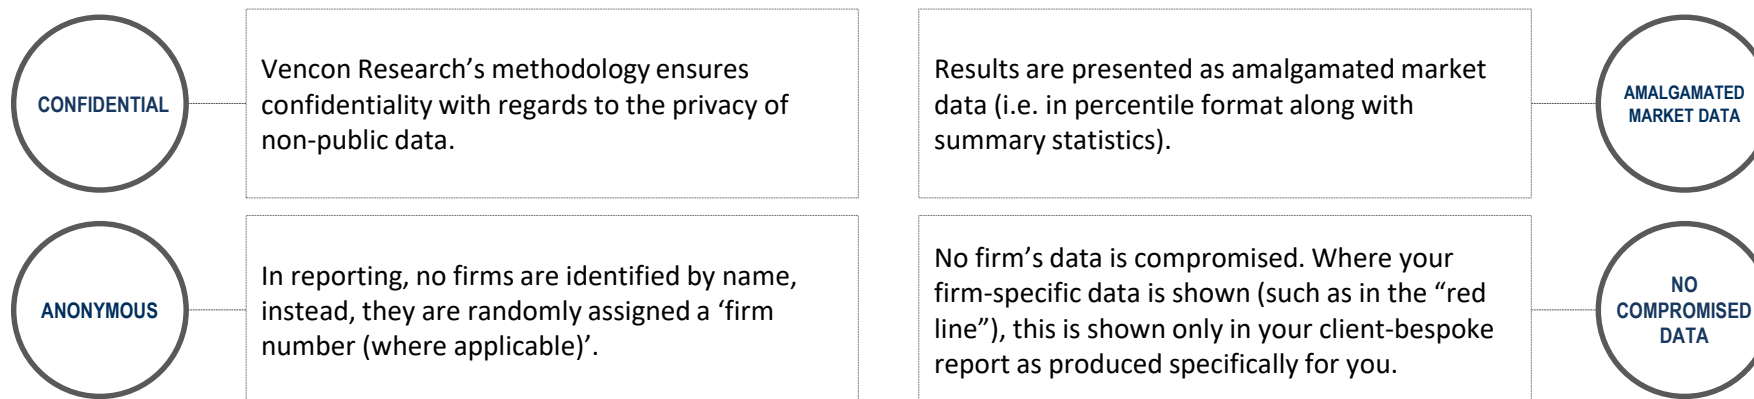 CONFIDENTIAL
Vencon Research’s methodology ensures
confidentiality with regards to the privacy of
non-public data.
Results are presented as amalgamated market
data (i.e. in percentile format along with
summary statistics).
AMALGAMATED
MARKET DATA
ANONYMOUS
In reporting, no firms are identified by name,
instead, they are randomly assigned a ‘firm
number (where applicable)’.
No firm’s data is compromised. Where your
firm-specific data is shown (such as in the “red
line”), this is shown only in your client-bespoke
report as produced specifically for you.
NO
COMPROMISED
DATA